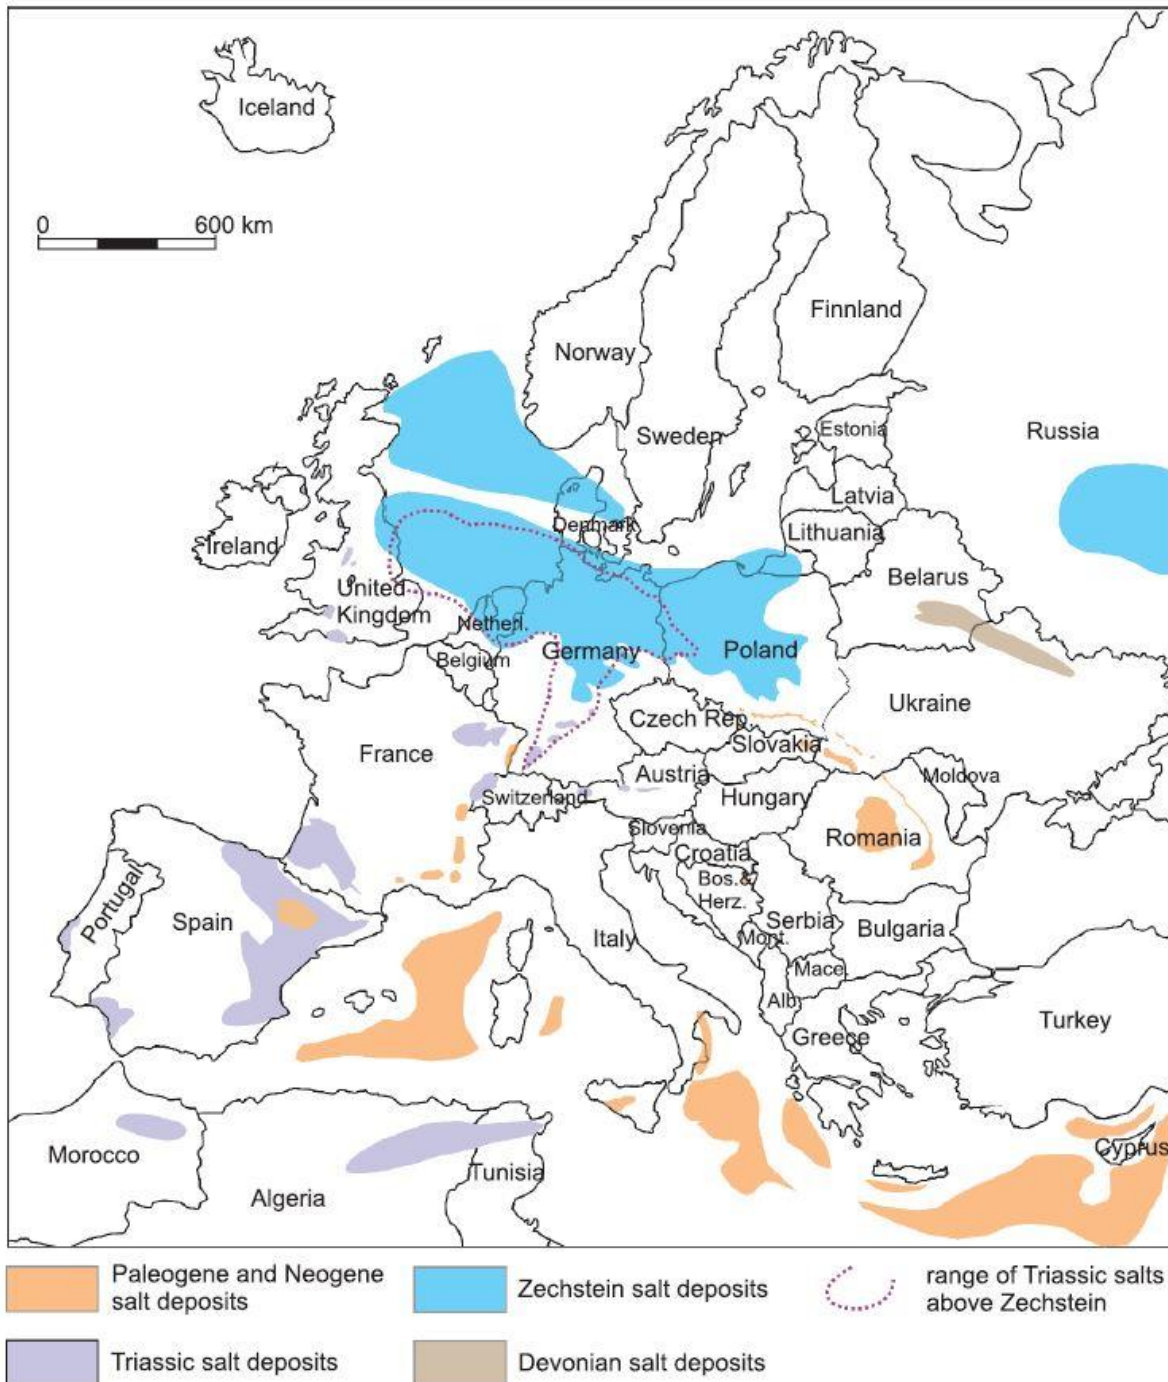 Iceland
0 600 km
Finnland
Norway
Sweden
Estonia
Russia
Latvia
Lithuania
Denmark
Ireland
Belarus
United
Kingdom
Netherl.
Germany
Poland
Belgium
Ukraine
Czech Rep.
France
Slovakia
Austria
Moldova
Switzerland
Hungary
Slovenia
Romania
Croatia
Bos.&
Herz.
Portugal
Spain
Italy
Serbia
Bulgaria
Mont.
Mace.
Alb.
Greece
Turkey
Morocco
Cyprus
Tunisia
Algeria
Paleogene and Neogene
salt deposits
Zechstein salt deposits
range of Triassic salts
above Zechstein
Triassic salt deposits
Devonian salt deposits